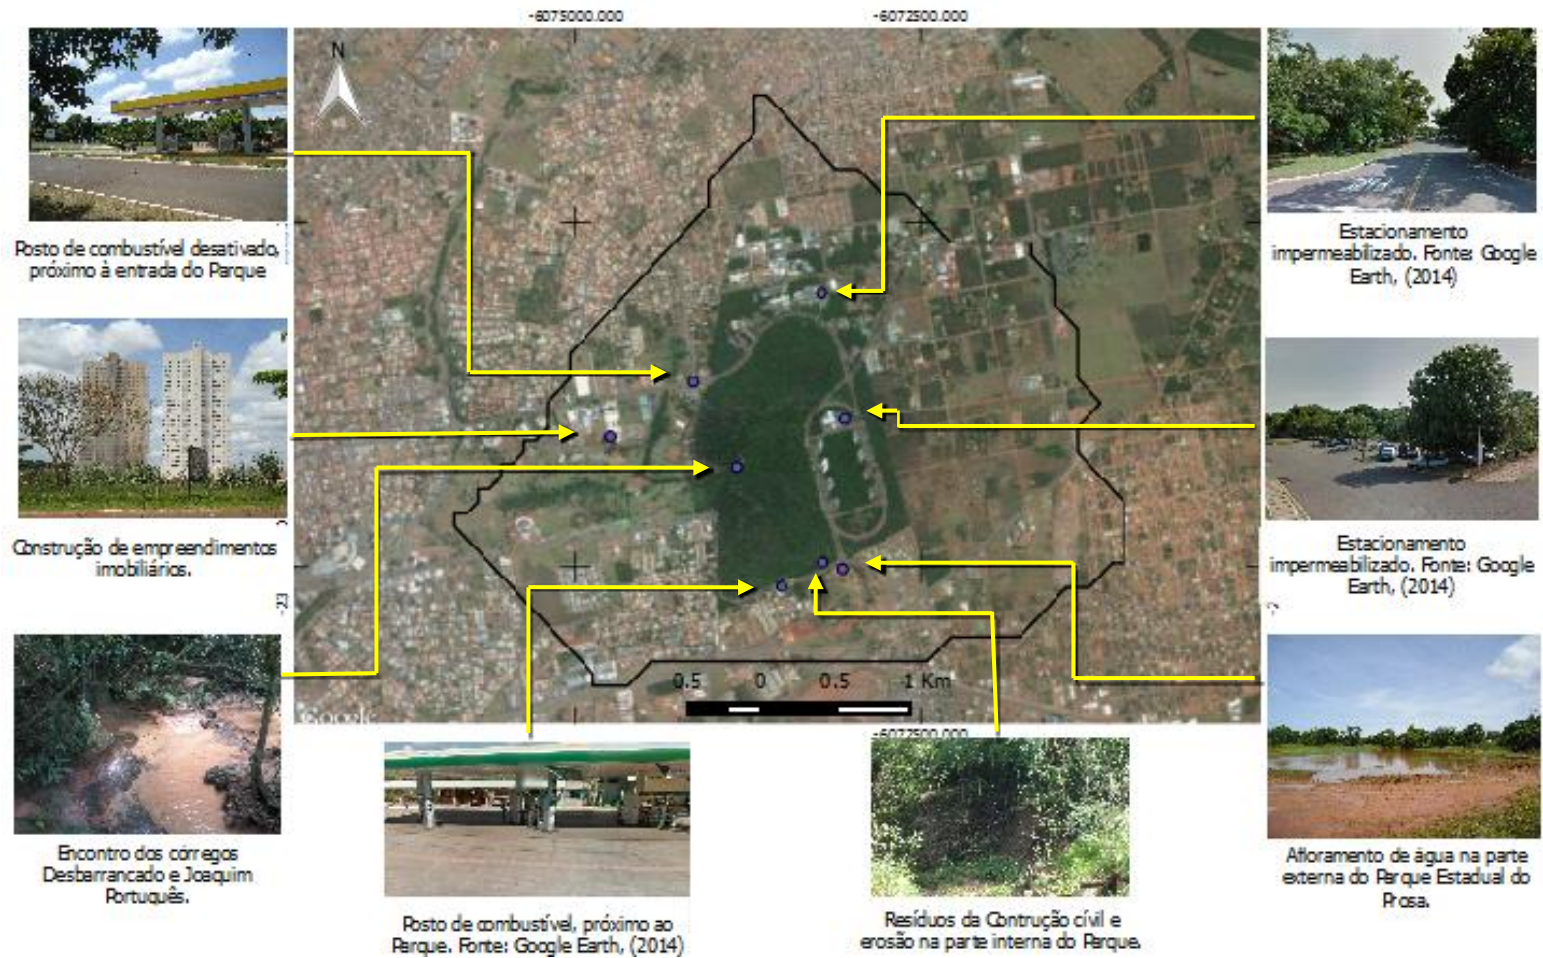 -6075000.000
-6072500.000
N
Posto de combustível desativado,
próximo à entrada do Parque
Construção de empreendimentos
imobiliários.
Encontro dos córregos
Desbarrancado e Joaquim
Português.
Posto de combustível, próximo ao
Parque. Fonte: Google Earth, (2014)
Resíduos da Contrução cívil e
erosão na parte interna do Parque.
Estacionamento
impermeabilizado. Fonte: Google
Earth, (2014)
Estacionamento
impermeabilizado. Fonte: Google
Earth, (2014)
Afloramento de água na parte
externa do Parque Estadual do
Prosa.
0.5 0 0.5 1 Km
Google
-6072500.000